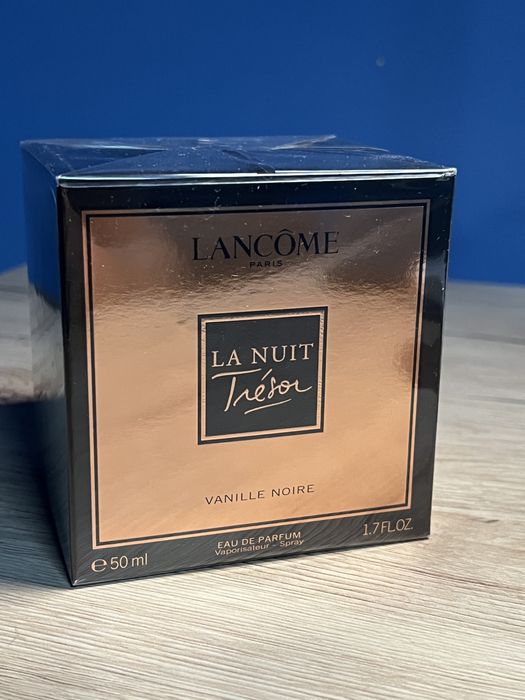 LANCÔME
PARIS
LA NUIT
Trésor
VANILLE NOIRE
EAU DE PARFUM
Vaporisateur - Spray
℮50 ml
1.7 FL.OZ.